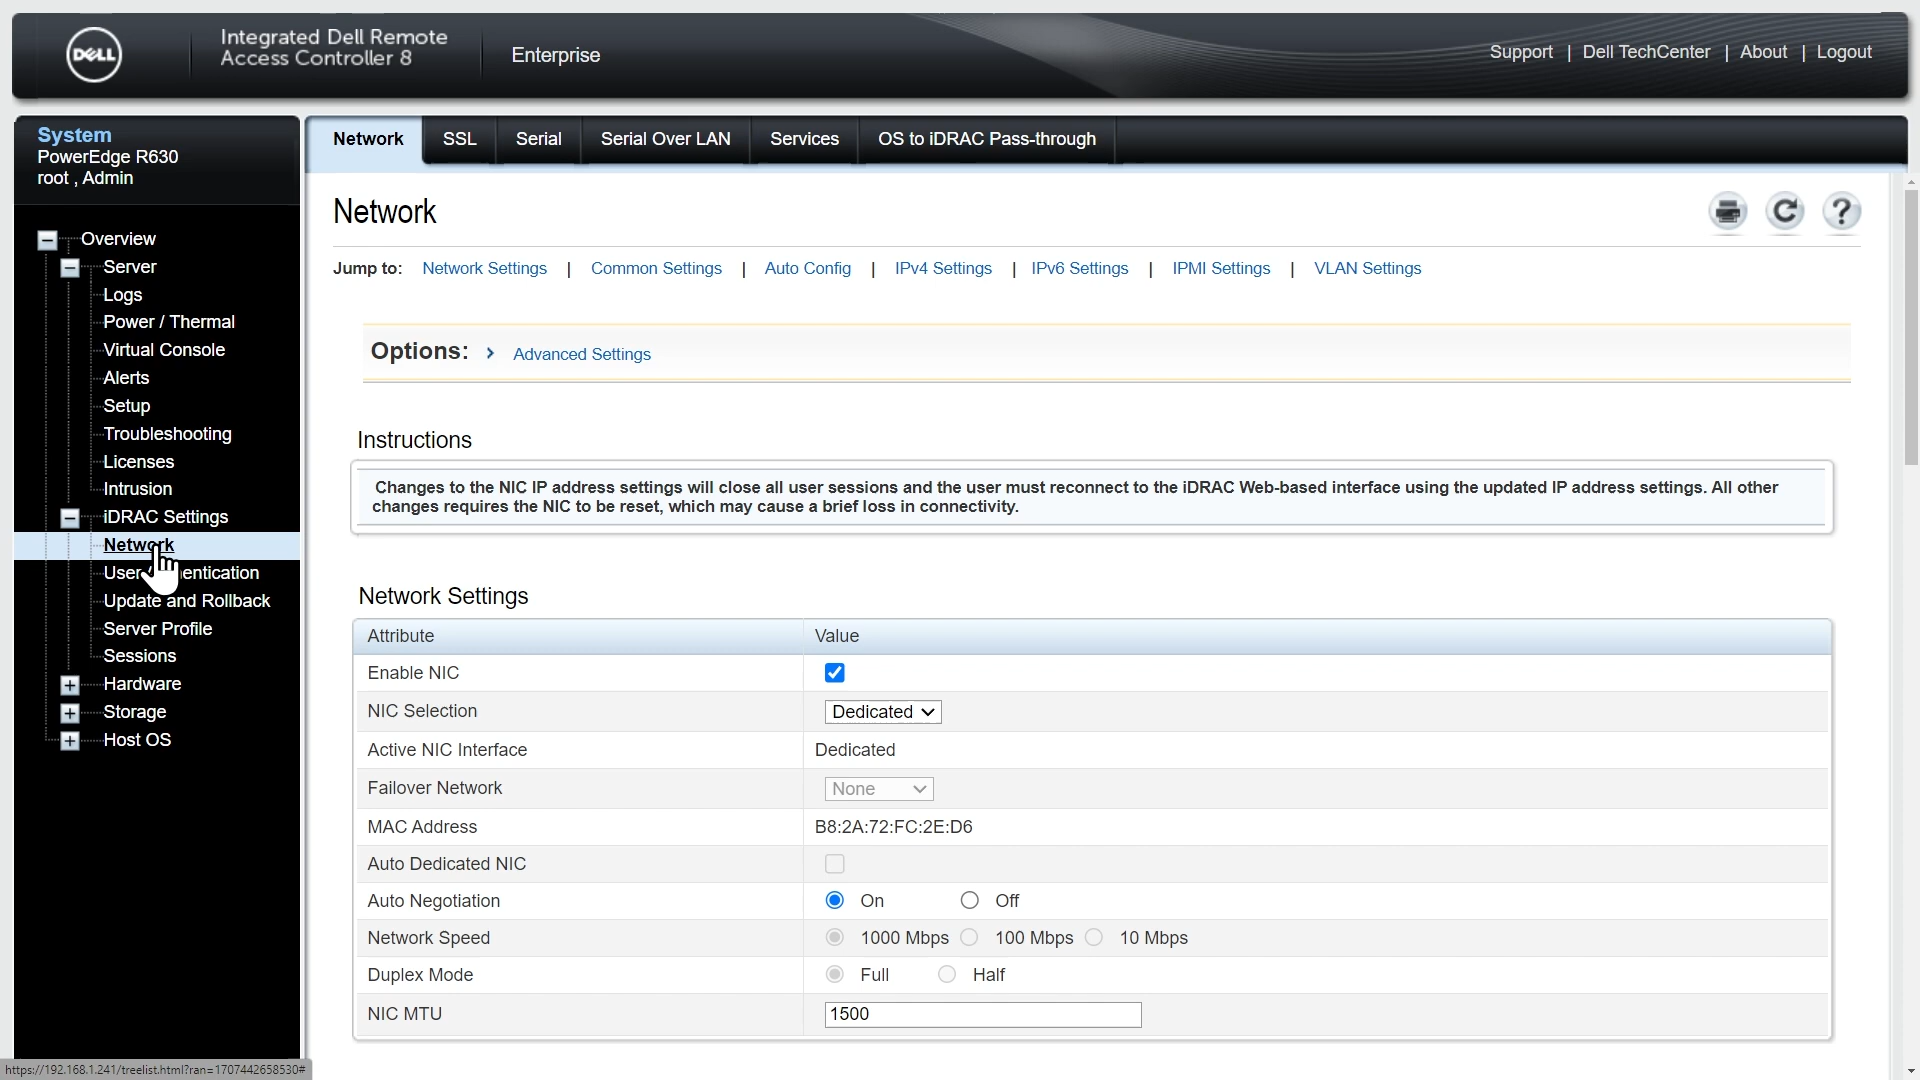 DELL
Integrated Dell Remote
Access Controller 8
Enterprise
Support | Dell TechCenter | About | Logout
System
PowerEdge R630
root , Admin
Overview
Server
Logs
Power / Thermal
Virtual Console
Alerts
Setup
Troubleshooting
Licenses
Intrusion
iDRAC Settings
Network
Update and Rollback
Server Profile
Sessions
Hardware
Storage
Host OS
Network SSL Serial Serial Over LAN Services OS to iDRAC Pass-through
Network
Jump to: Network Settings | Common Settings | Auto Config | IPv4 Settings | IPv6 Settings | IPMI Settings | VLAN Settings
Options: › Advanced Settings
Instructions
Changes to the NIC IP address settings will close all user sessions and the user must reconnect to the iDRAC Web-based interface using the updated IP address settings. All other
changes requires the NIC to be reset, which may cause a brief loss in connectivity.
Network Settings
Attribute Value
Enable NIC
NIC Selection Dedicated
Active NIC Interface Dedicated
Failover Network None
MAC Address B8:2A:72:FC:2E:D6
Auto Dedicated NIC
Auto Negotiation On Off
Network Speed 1000 Mbps 100 Mbps 10 Mbps
Duplex Mode Full Half
NIC MTU 1500
https://192.168.1.241/treelist.html?ran=1707442658530#